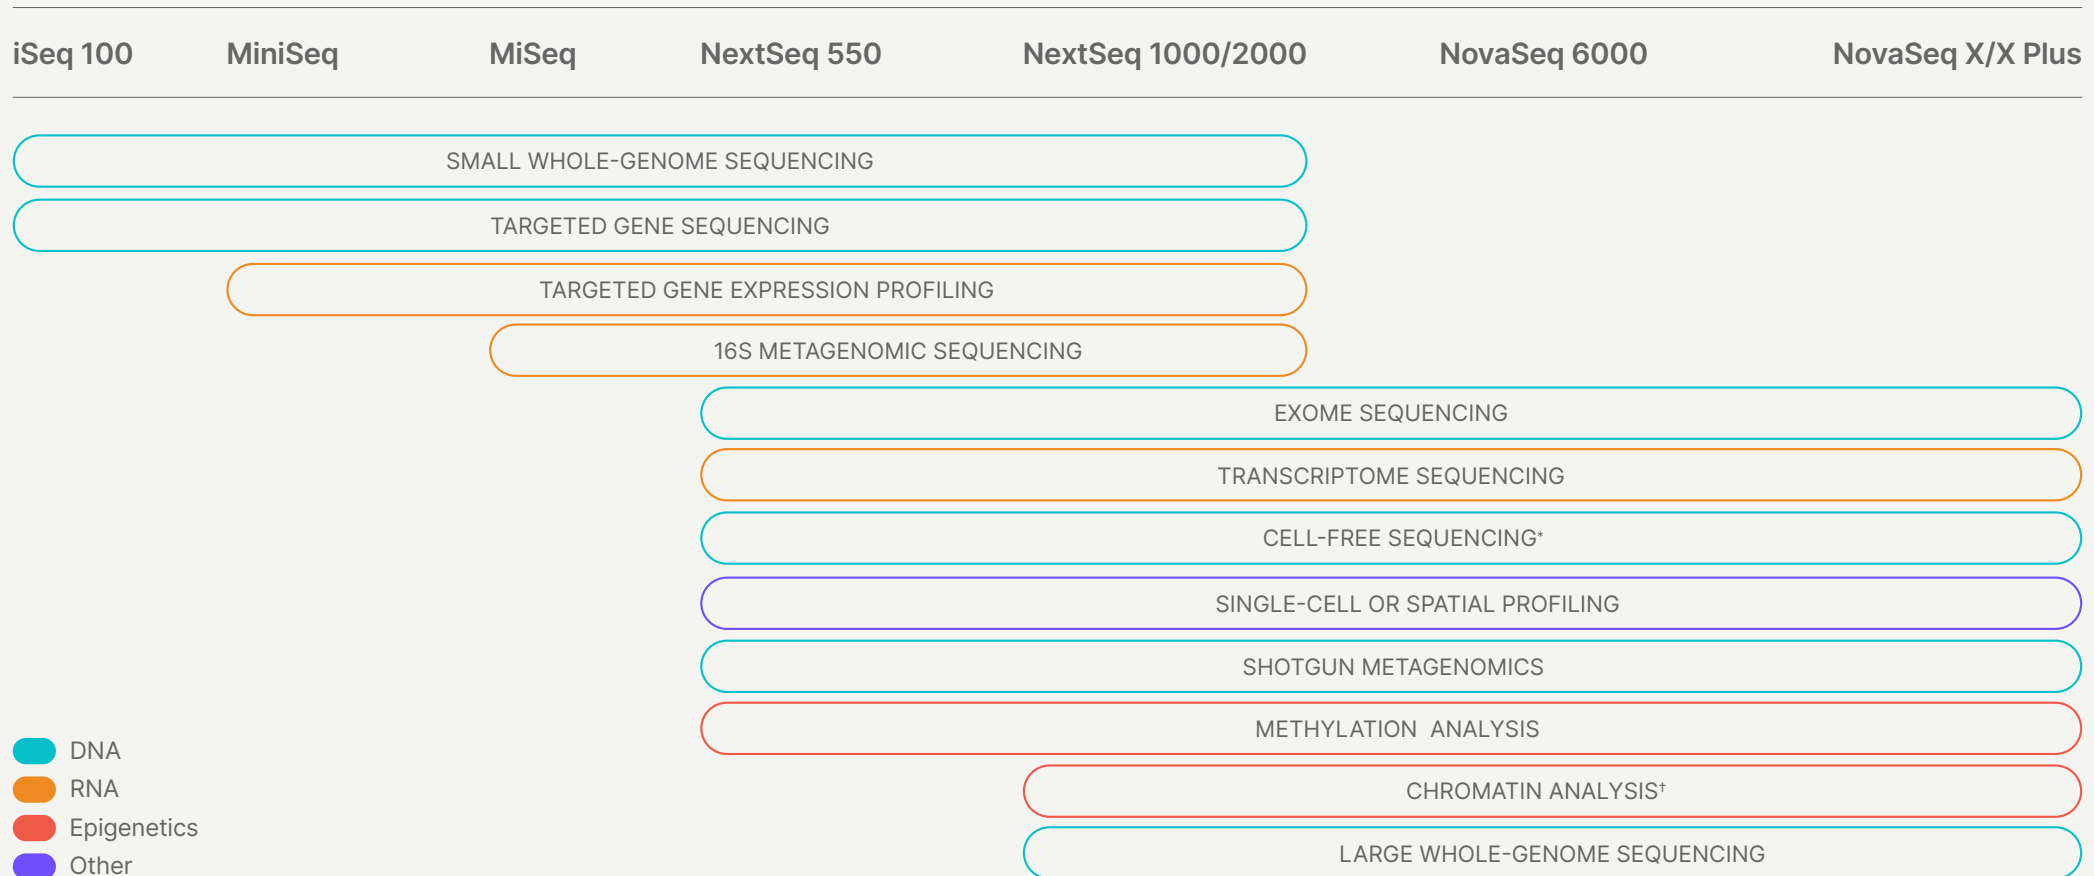 iSeq 100 MiniSeq MiSeq NextSeq 550 NextSeq 1000/2000 NovaSeq 6000 NovaSeq X/X Plus
SMALL WHOLE-GENOME SEQUENCING
TARGETED GENE SEQUENCING
TARGETED GENE EXPRESSION PROFILING
16S METAGENOMIC SEQUENCING
EXOME SEQUENCING
TRANSCRIPTOME SEQUENCING
CELL-FREE SEQUENCING*
SINGLE-CELL OR SPATIAL PROFILING
SHOTGUN METAGENOMICS
METHYLATION ANALYSIS
CHROMATIN ANALYSIS†
LARGE WHOLE-GENOME SEQUENCING
DNA
RNA
Epigenetics
Other